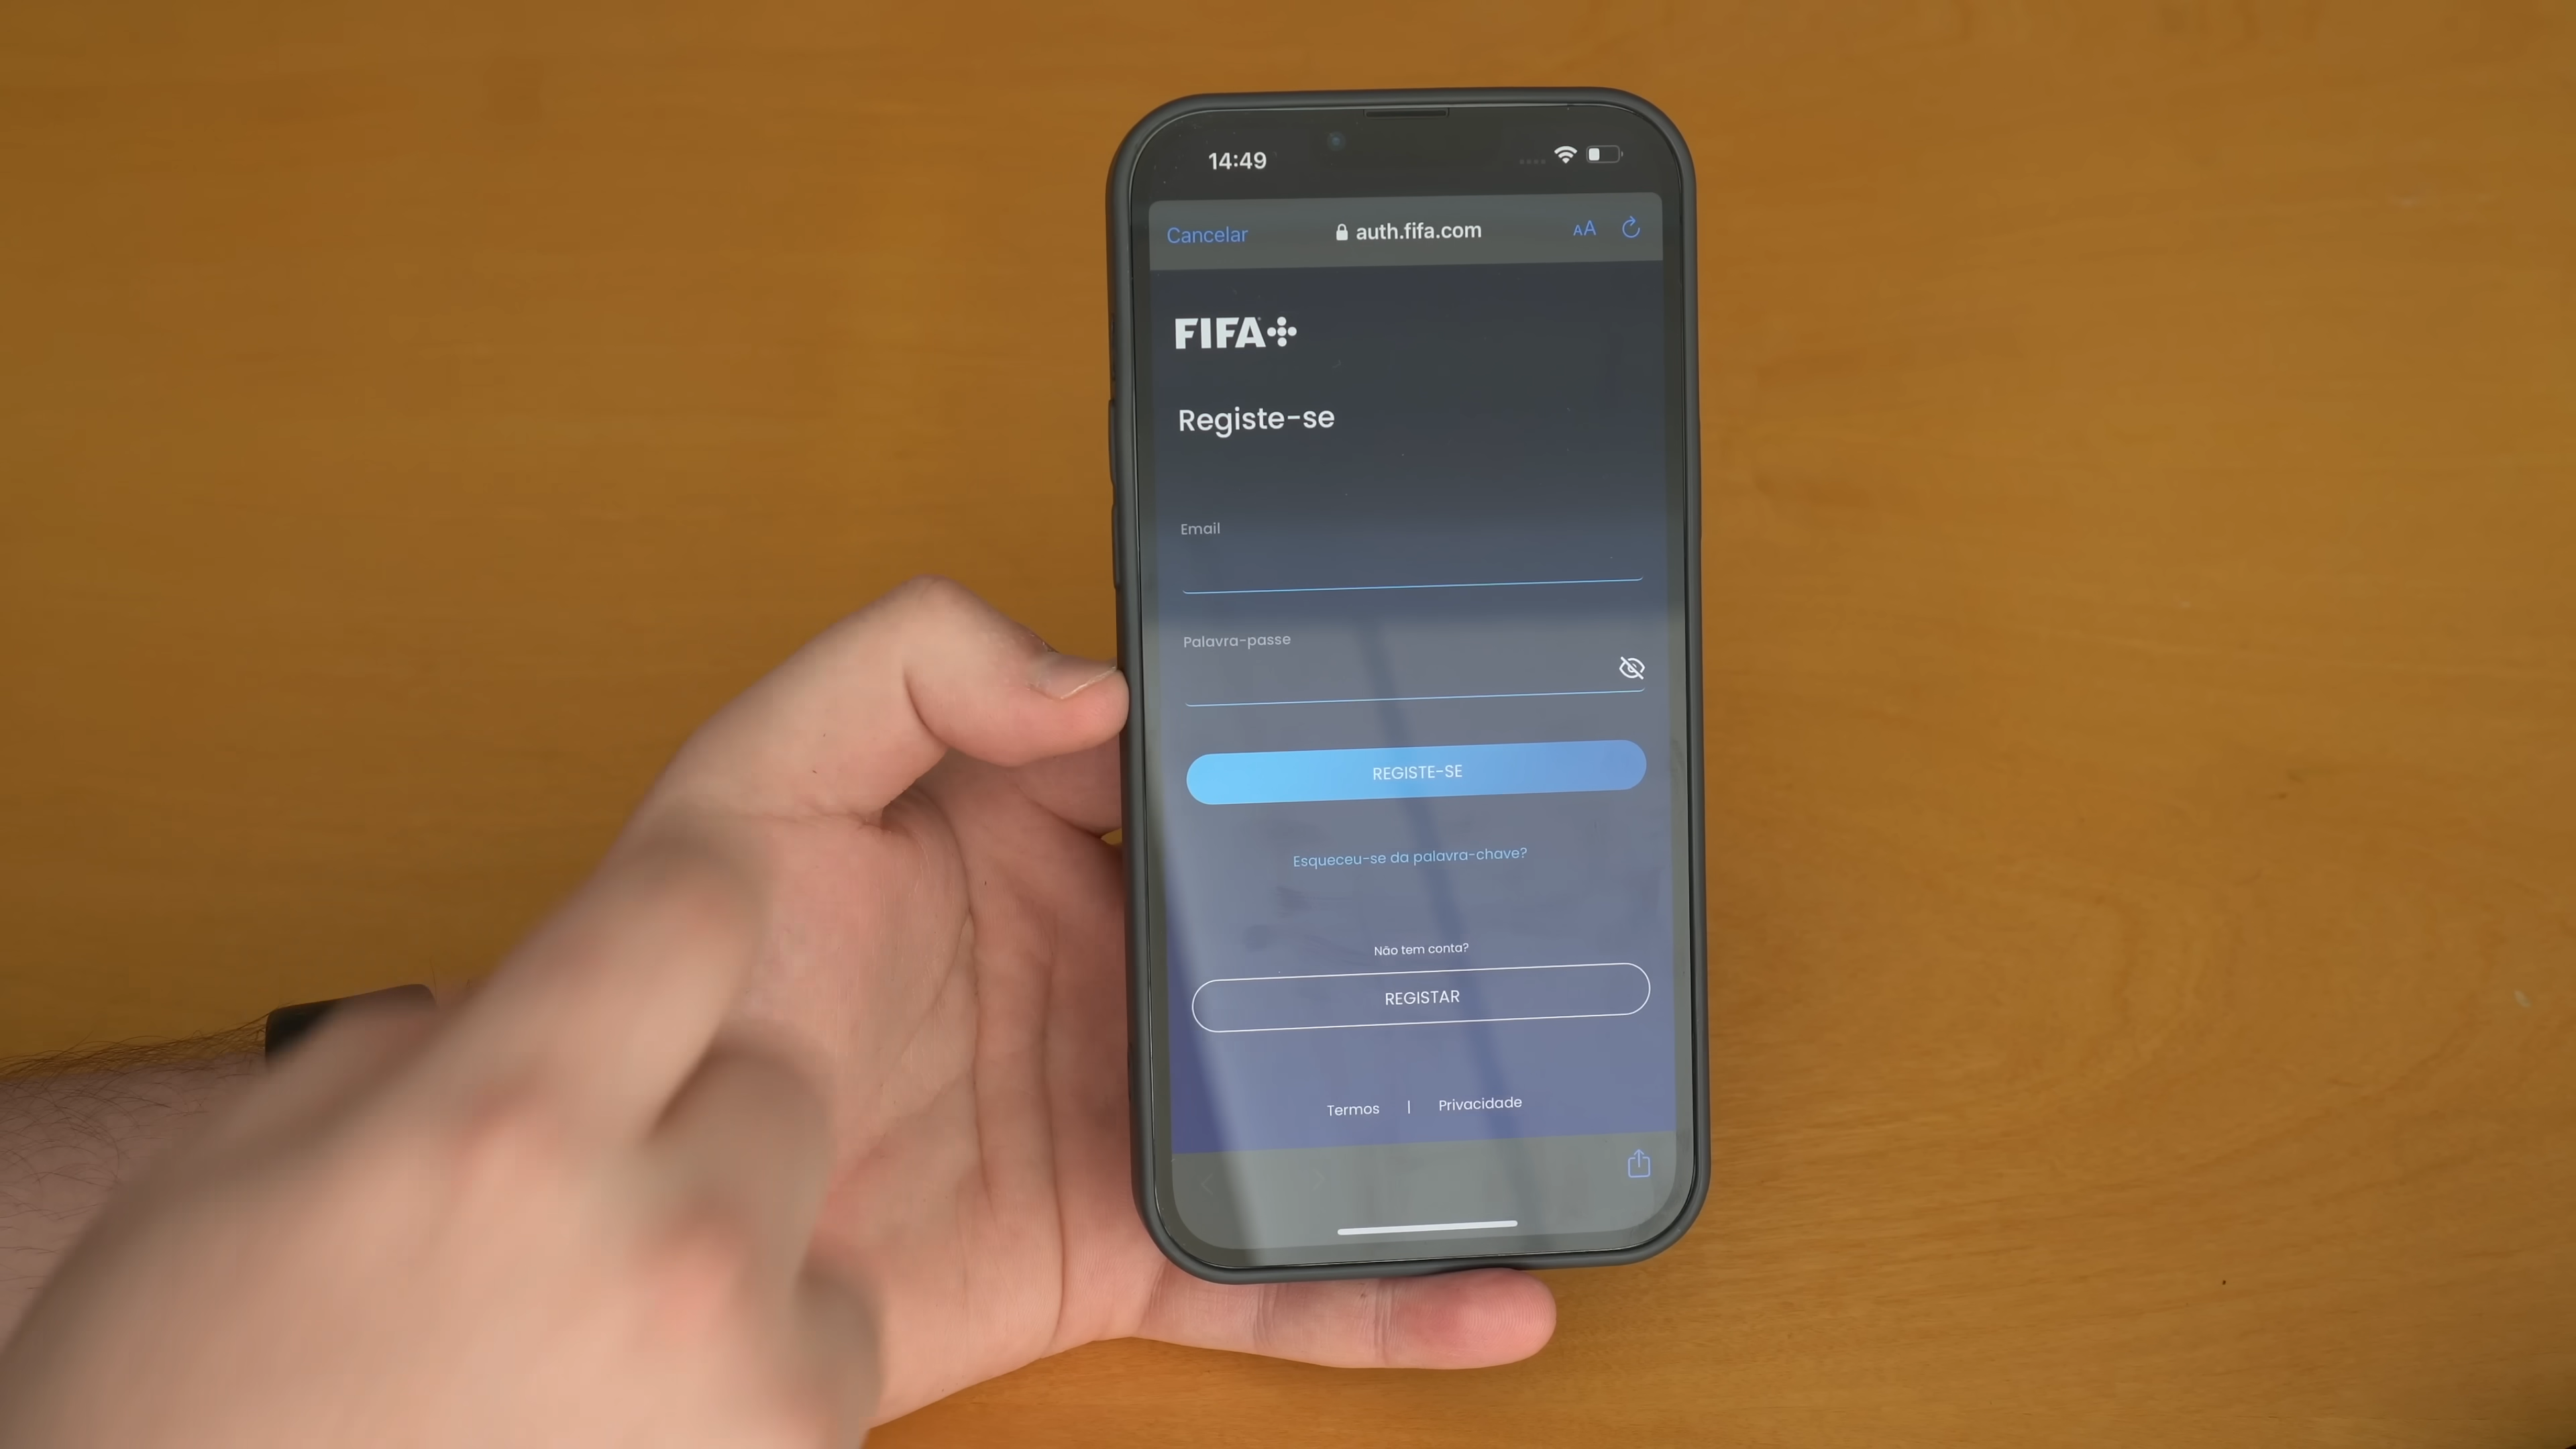 14:49
Cancelar
auth.fifa.com
AA
FIFA+
Registe-se
Email
Palavra-passe
REGISTE-SE
Esqueceu-se da palavra-chave?
Não tem conta?
REGISTAR
Termos | Privacidade